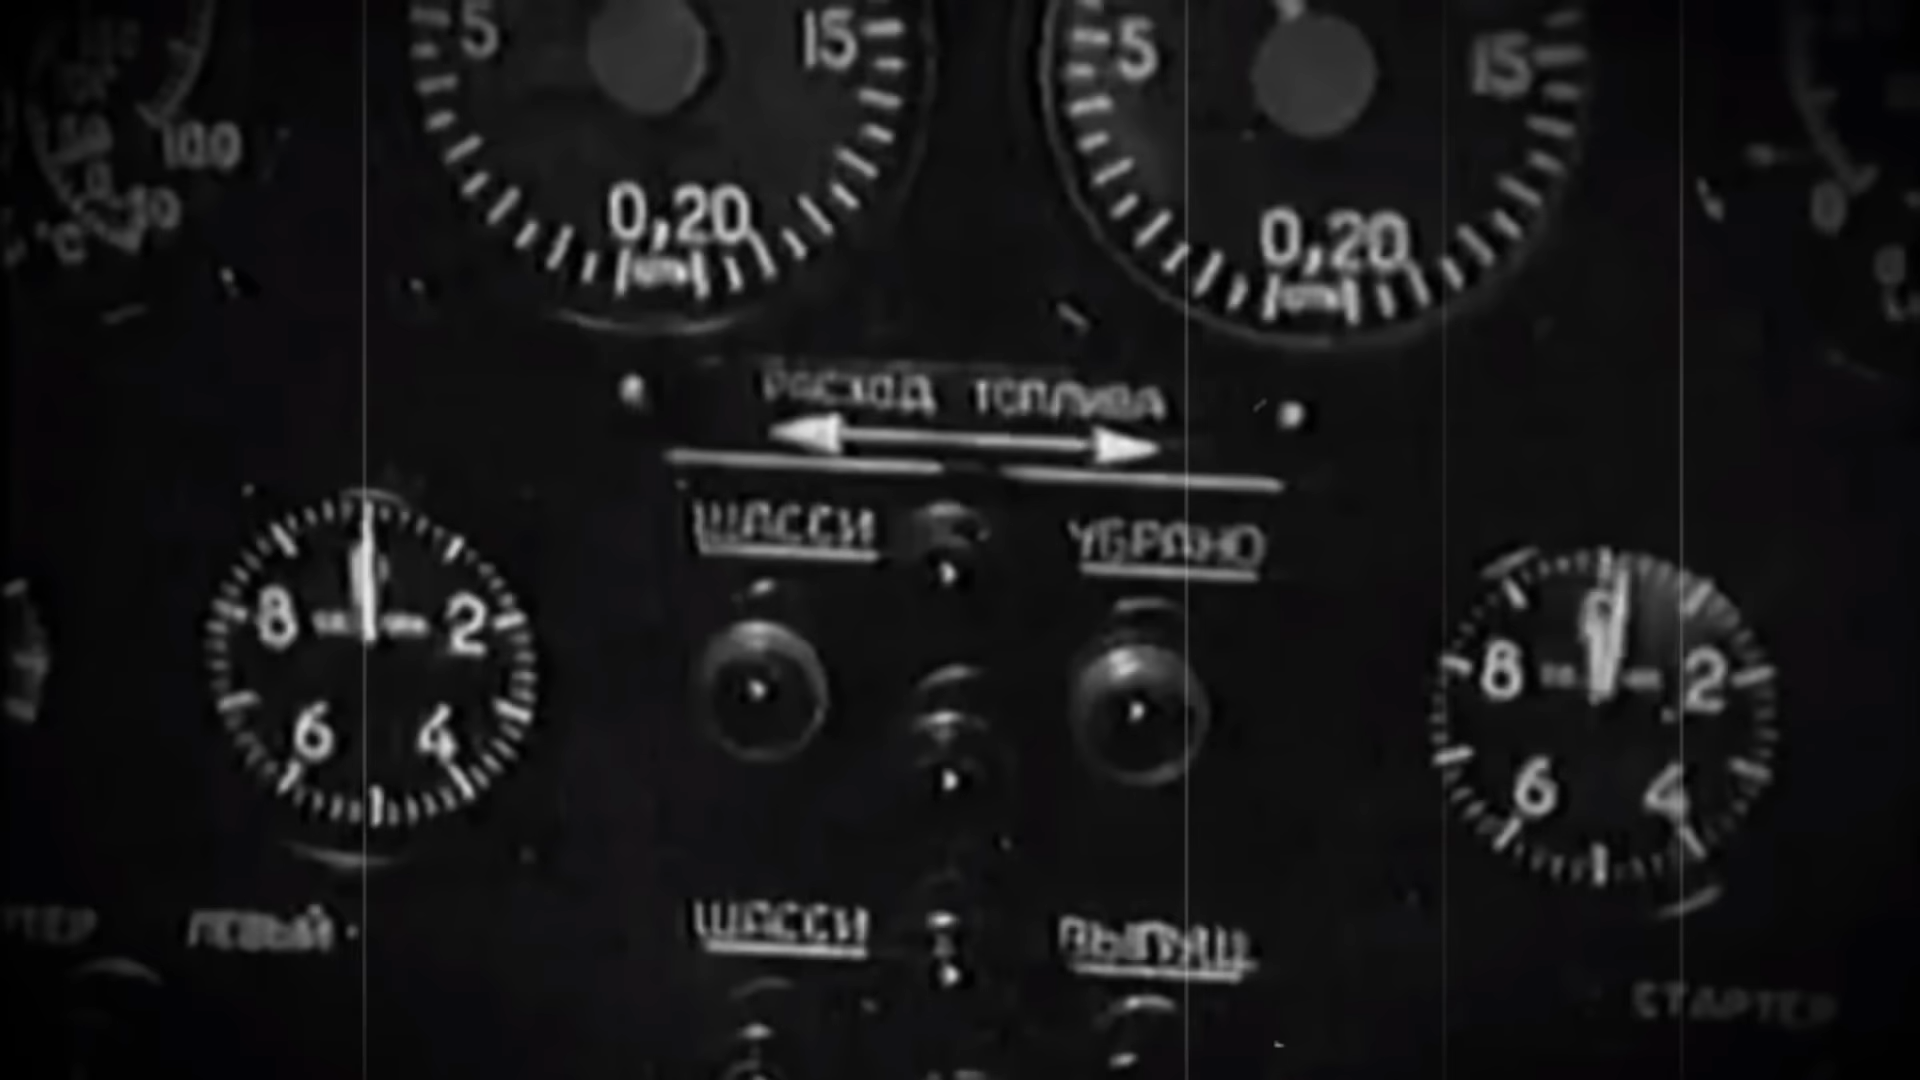 5 15 5 15
100
0,20 0,20
°C
0
РАСХОД ТОПЛИВА
ШАССИ УБРАНО
8 2 8 2
6 4 6 4
ЛЕВЫЙ
ШАССИ ВЫПУЩ
СТАРТЕР